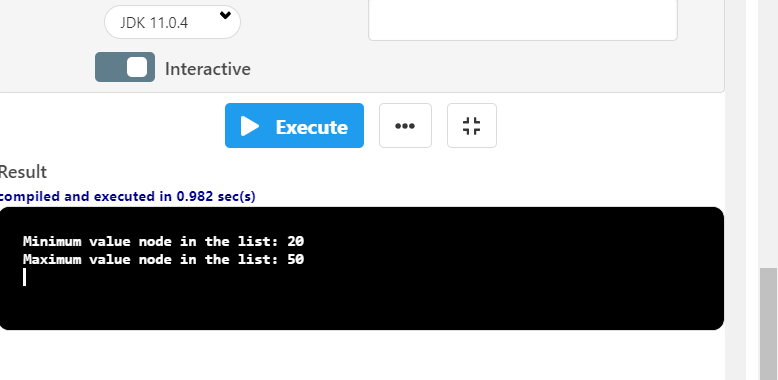 JDK 11.0.4
Interactive
Execute
Result
compiled and executed in 0.982 sec(s)
Minimum value node in the list: 20
Maximum value node in the list: 50